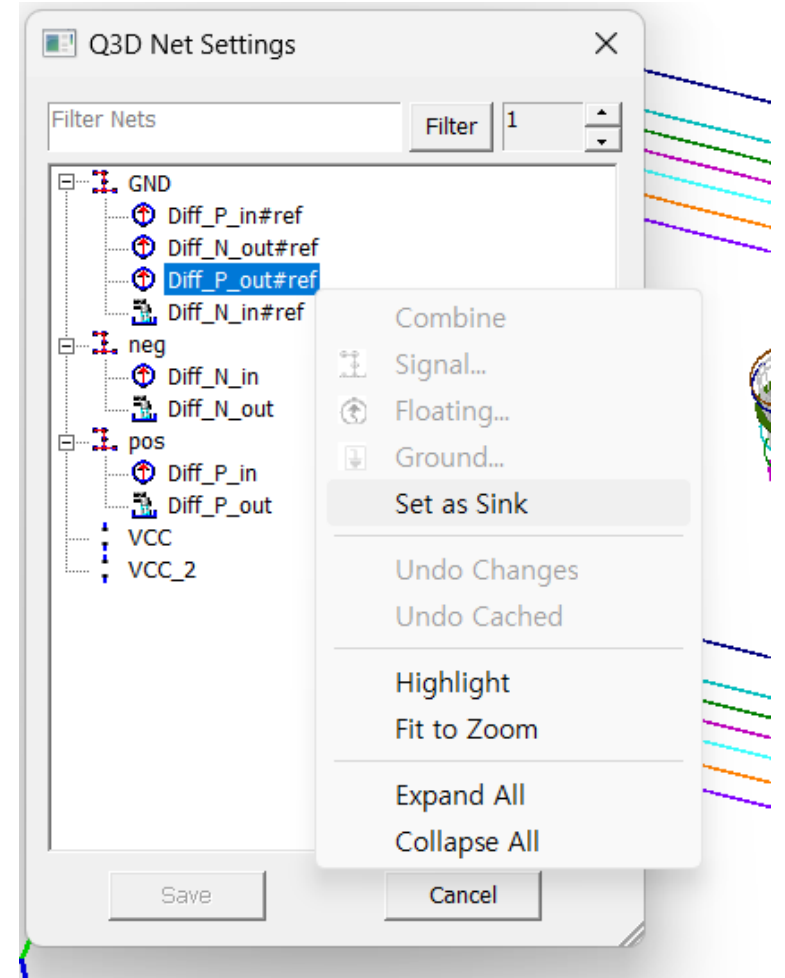 Q3D Net Settings
Filter Nets
Filter
1
GND
Diff_P_in#ref
Diff_N_out#ref
Diff_P_out#ref
Diff_N_in#ref
neg
Diff_N_in
Diff_N_out
pos
Diff_P_in
Diff_P_out
VCC
VCC_2
Combine
Signal...
Floating...
Ground...
Set as Sink
Undo Changes
Undo Cached
Highlight
Fit to Zoom
Expand All
Collapse All
Save
Cancel